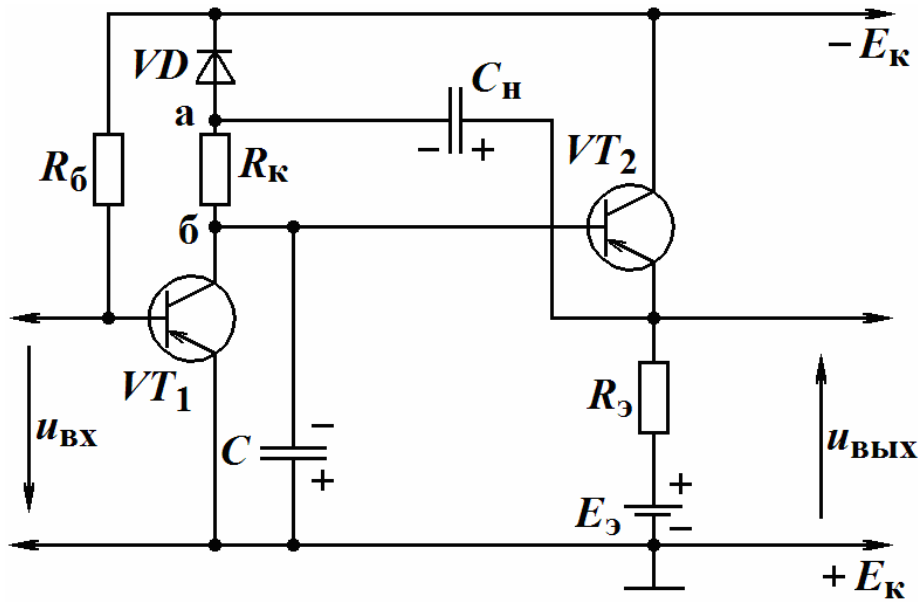 − Eк
VD
Cн
а
− +
VT2
Rб
Rк
б
VT1
Rэ
−
uвх
C
uвых
+
+
Eэ
−
+ Eк